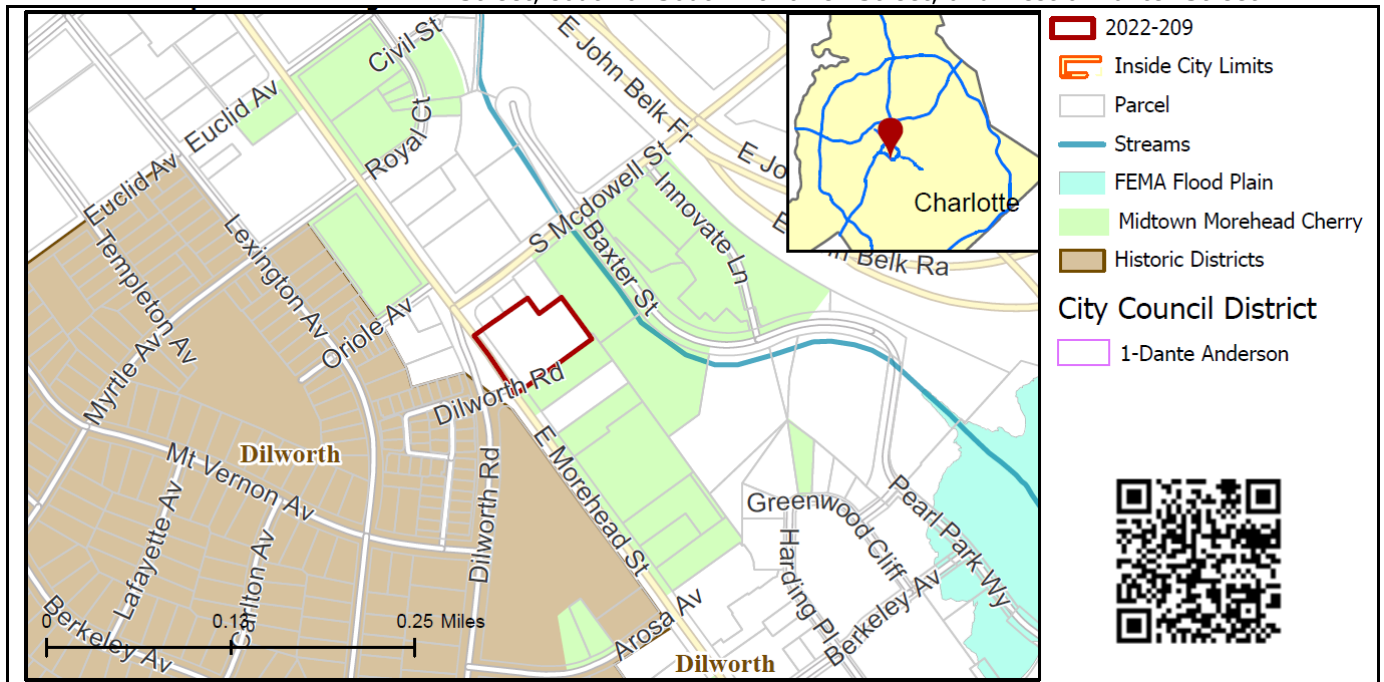 Civil St
E John Belk Fr
Euclid Av
Royal Ct
Euclid Av
Templeton Av
Lexington Av
S Mcdowell St
Innovate Ln
Baxter St
E Jo
Belk Ra
Charlotte
Oriole Av
Myrtle Av
Dilworth Rd
Dilworth
Mt Vernon Av
E Morehead St
Dilworth Rd
Lafayette Av
Carlton Av
Greenwood Cliff
Harding Pl
Pearl Park Wy
Berkeley Av
Berkeley Av
Arosa Av
Dilworth
0
0.13
0.25 Miles
2022-209
Inside City Limits
Parcel
Streams
FEMA Flood Plain
Midtown Morehead Cherry
Historic Districts
City Council District
1-Dante Anderson